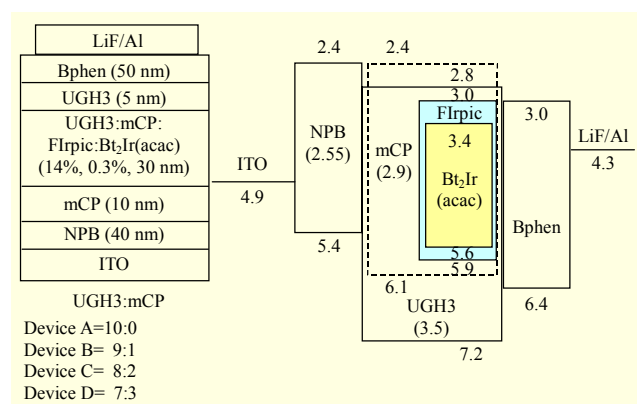 LiF/Al
Bphen (50 nm)
UGH3 (5 nm)
UGH3:mCP:
FIrpic:Bt₂Ir(acac)
(14%, 0.3%, 30 nm)
mCP (10 nm)
NPB (40 nm)
ITO
UGH3:mCP
Device A=10:0
Device B= 9:1
Device C= 8:2
Device D= 7:3
ITO
4.9
2.4
NPB
(2.55)
5.4
2.4
mCP
(2.9)
6.1
2.8
3.0
FIrpic
3.4
Bt₂Ir
(acac)
5.6
5.9
UGH3
(3.5)
7.2
3.0
Bphen
6.4
LiF/Al
4.3